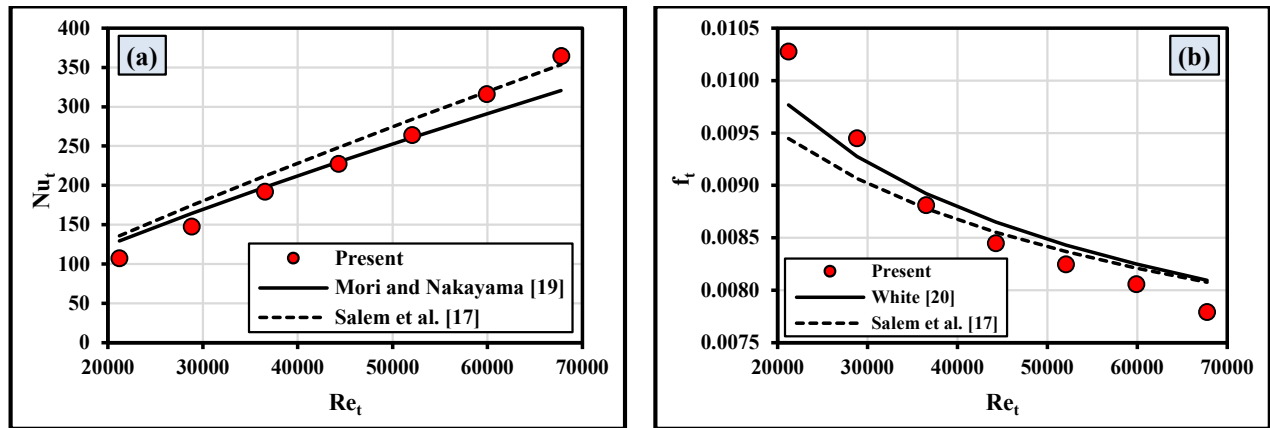 (a)
Nu_t
400
350
300
250
200
150
100
50
0
20000 30000 40000 50000 60000 70000
Re_t
Present
Mori and Nakayama [19]
Salem et al. [17]
(b)
f_t
0.0105
0.0100
0.0095
0.0090
0.0085
0.0080
0.0075
20000 30000 40000 50000 60000 70000
Re_t
Present
White [20]
Salem et al. [17]